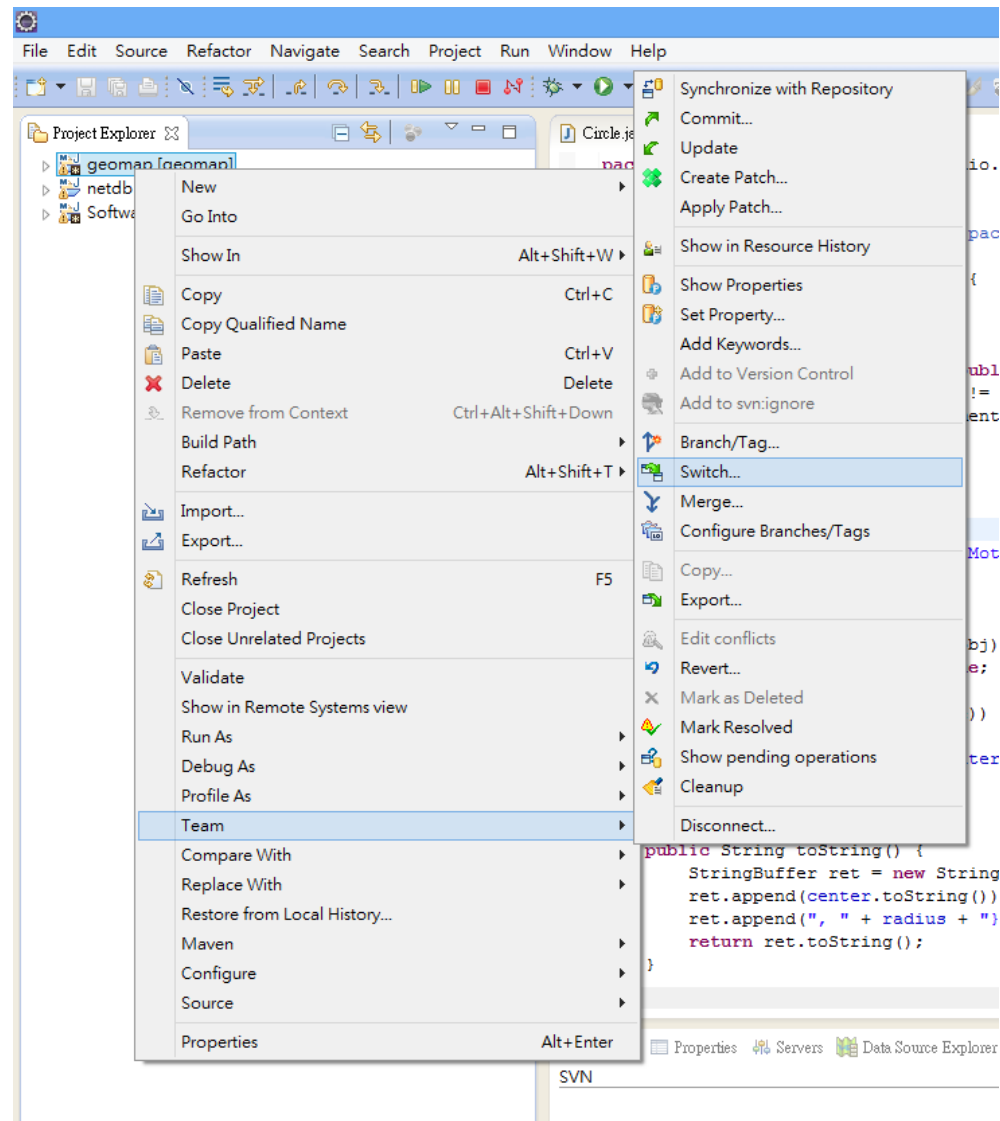 File Edit Source Refactor Navigate Search Project Run Window Help
Project Explorer
geomap [geomap]
netdb
Softwa
New
Go Into
Show In Alt+Shift+W
Copy Ctrl+C
Copy Qualified Name
Paste Ctrl+V
Delete Delete
Remove from Context Ctrl+Alt+Shift+Down
Build Path
Refactor Alt+Shift+T
Import...
Export...
Refresh F5
Close Project
Close Unrelated Projects
Validate
Show in Remote Systems view
Run As
Debug As
Profile As
Team
Compare With
Replace With
Restore from Local History...
Maven
Configure
Source
Properties Alt+Enter
Synchronize with Repository
Commit...
Update
Create Patch...
Apply Patch...
Show in Resource History
Show Properties
Set Property...
Add Keywords...
Add to Version Control
Add to svn:ignore
Branch/Tag...
Switch...
Merge...
Configure Branches/Tags
Copy...
Export...
Edit conflicts
Revert...
Mark as Deleted
Mark Resolved
Show pending operations
Cleanup
Disconnect...
Circle.ja
pac
io.
pac
{
ubl
!=
ent
Mot
bj)
e;
))
ter
public String toString() {
StringBuffer ret = new String
ret.append(center.toString())
ret.append(", " + radius + "}
return ret.toString();
}
Properties Servers Data Source Explorer
SVN